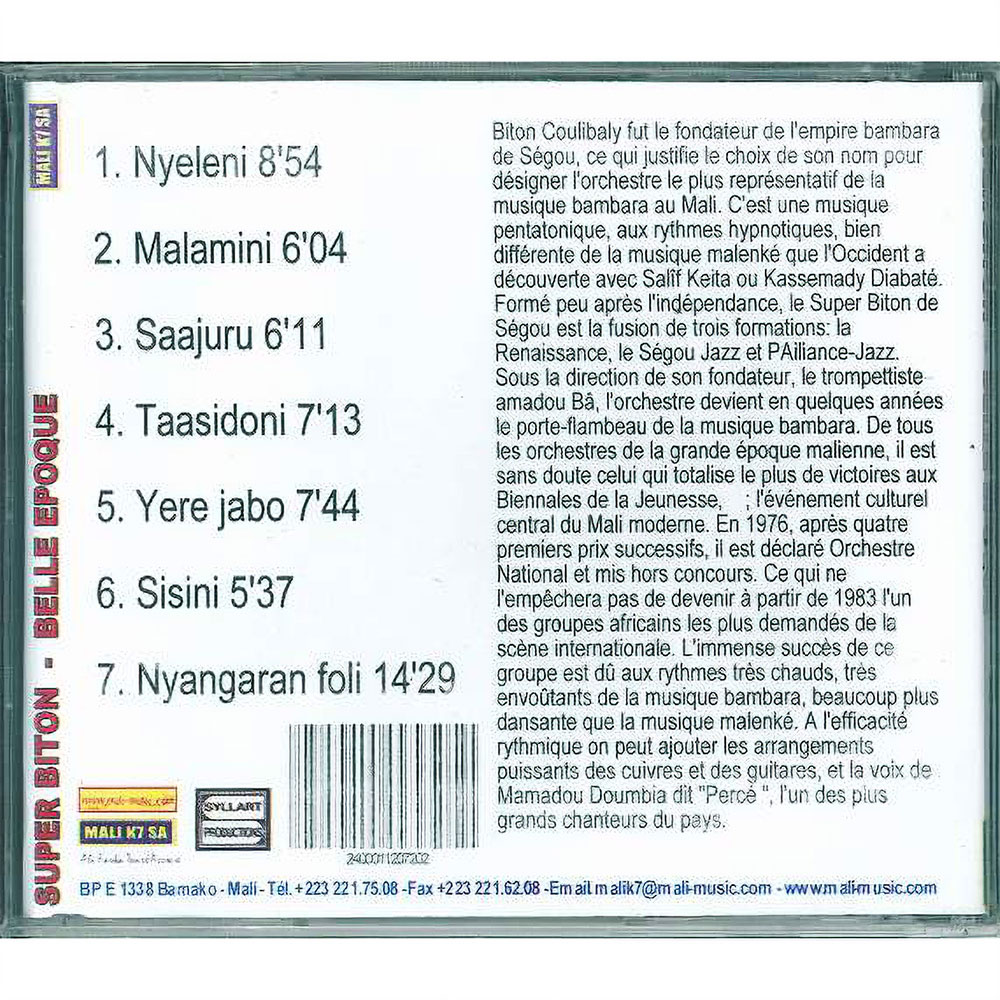 MALI K7 SA
SUPER BITON - BELLE EPOQUE
1. Nyeleni 8'54
2. Malamini 6'04
3. Saajuru 6'11
4. Taasidoni 7'13
5. Yere jabo 7'44
6. Sisini 5'37
7. Nyangaran foli 14'29
Biton Coulibaly fut le fondateur de l'empire bambara
de Ségou, ce qui justifie le choix de son nom pour
désigner l'orchestre le plus représentatif de la
musique bambara au Mali. C'est une musique
pentatonique, aux rythmes hypnotiques, bien
différente de la musique malenké que l'Occident a
découverte avec Salîf Keita ou Kassemady Diabaté.
Formé peu après l'indépendance, le Super Biton de
Ségou est la fusion de trois formations: la
Renaissance, le Ségou Jazz et PAiliance-Jazz.
Sous la direction de son fondateur, le trompettiste
amadou Bâ, l'orchestre devient en quelques années
le porte-flambeau de la musique bambara. De tous
les orchestres de la grande époque malienne, il est
sans doute celui qui totalise le plus de victoires aux
Biennales de la Jeunesse, ; l'événement culturel
central du Mali moderne. En 1976, après quatre
premiers prix successifs, il est déclaré Orchestre
National et mis hors concours. Ce qui ne
l'empêchera pas de devenir à partir de 1983 l'un
des groupes africains les plus demandés de la
scène internationale. L'immense succès de ce
groupe est dû aux rythmes très chauds, très
envoûtants de la musique bambara, beaucoup plus
dansante que la musique malenké. A l'efficacité
rythmique on peut ajouter les arrangements
puissants des cuivres et des guitares, et la voix de
Mamadou Doumbia dit "Percé ", l'un des plus
grands chanteurs du pays.
www.mali-music.com
MALI K7 SA
SYLLART
PRODUCTIONS
2400011207202
BP E 1338 Bamako - Mali - Tél. +223 221.75.08 -Fax +223 221.62.08 -Email malik7@mali-music.com - www.mali-music.com